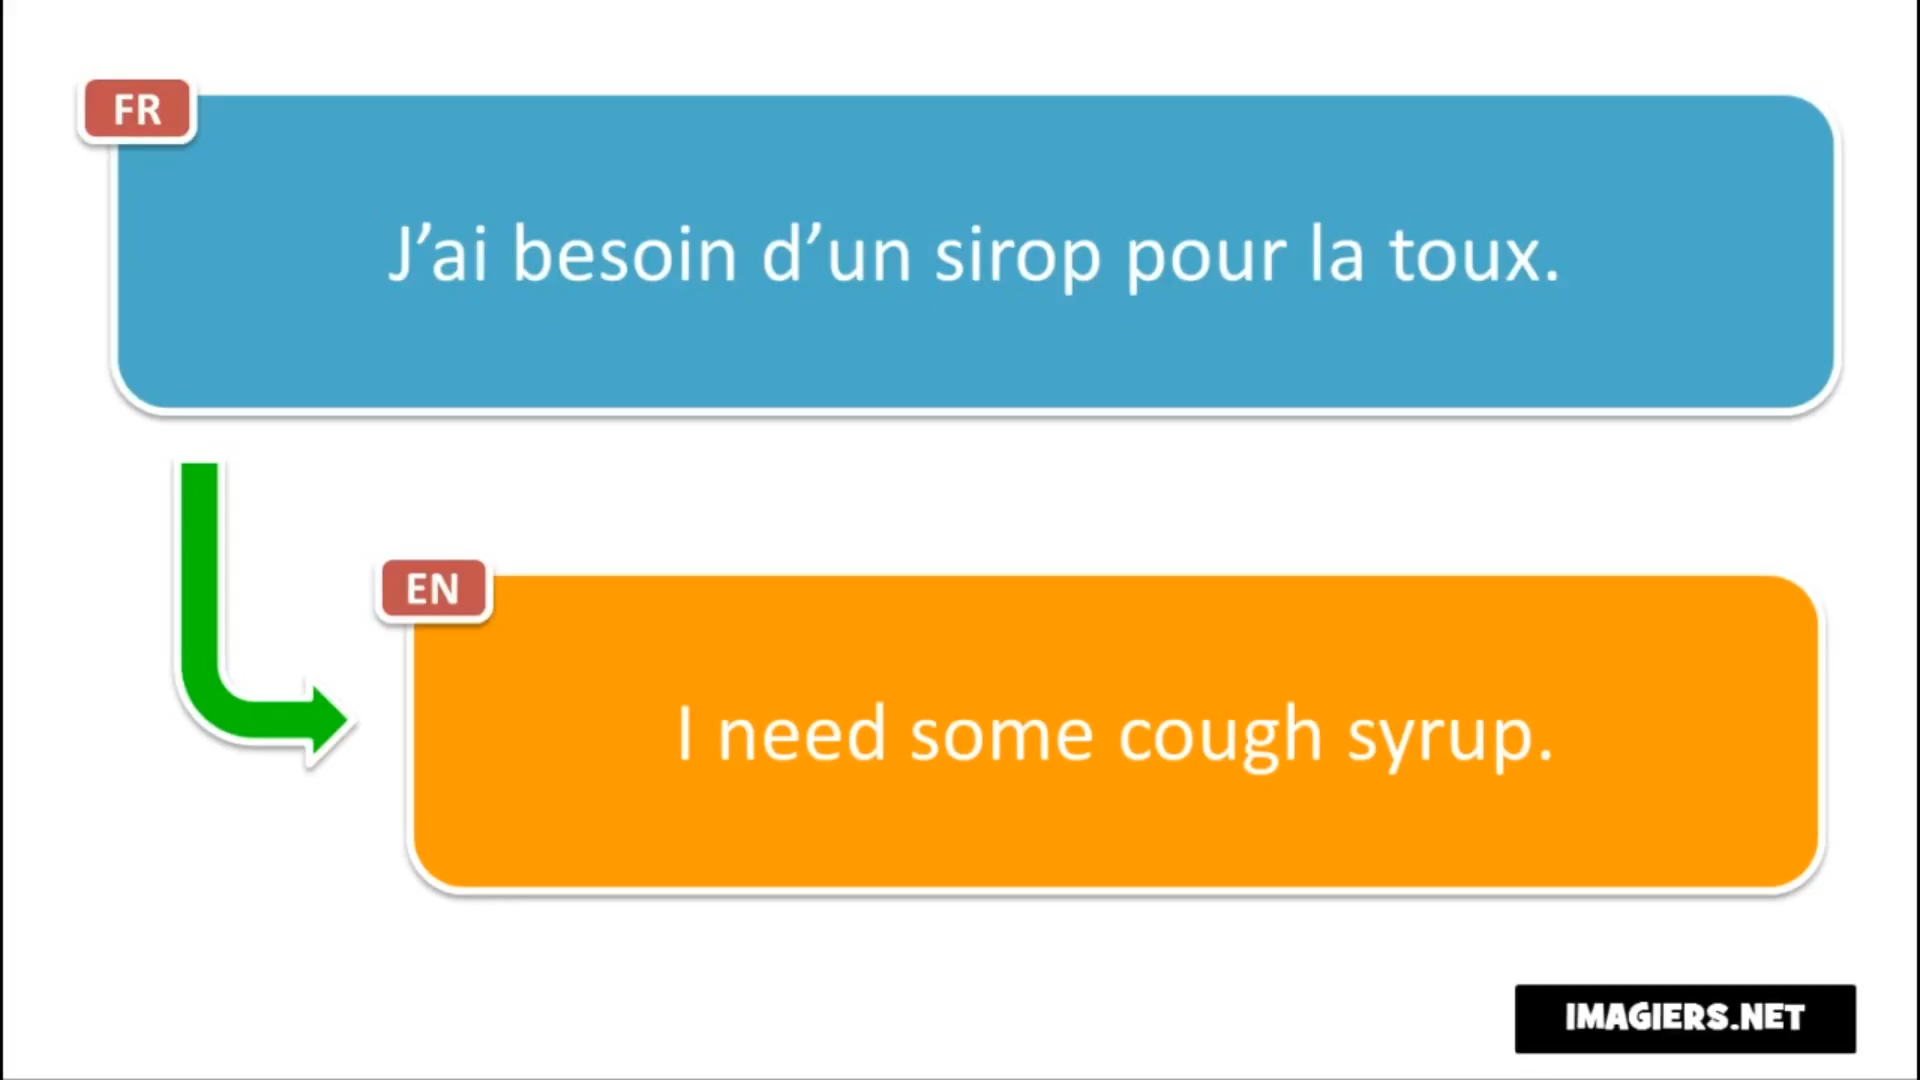 FR
J’ai besoin d’un sirop pour la toux.
EN
I need some cough syrup.
IMAGIERS.NET